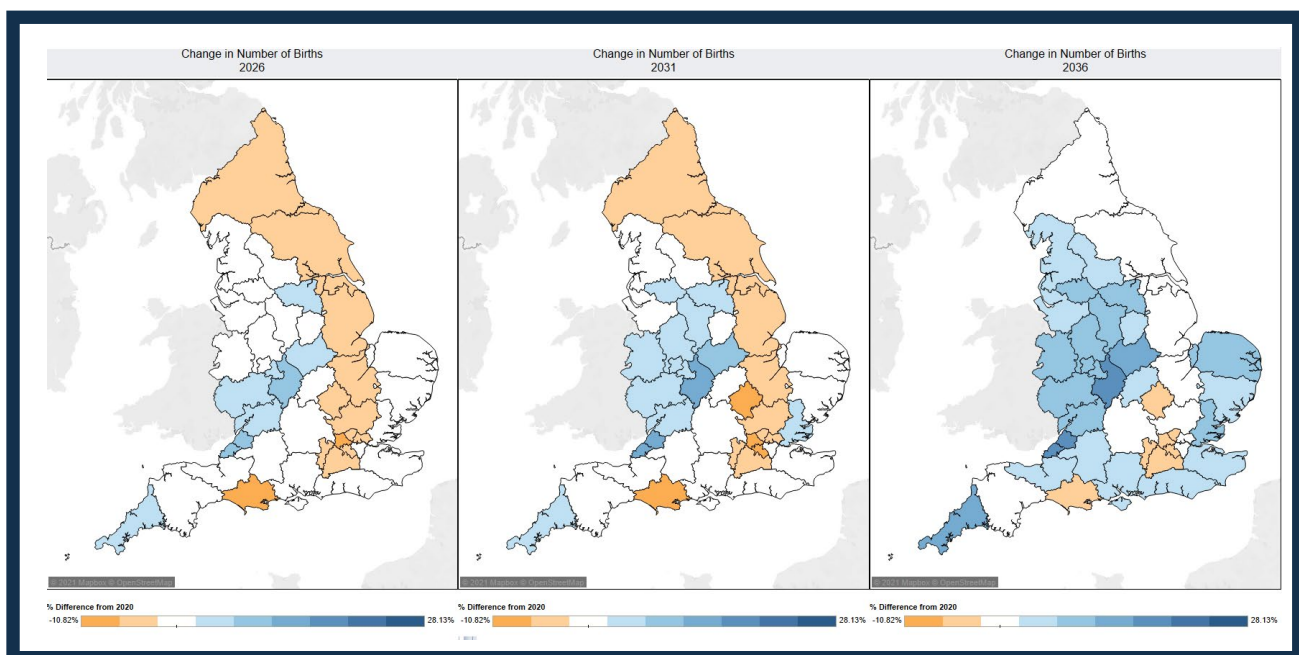 Change in Number of Births
2026
Change in Number of Births
2031
Change in Number of Births
2036
© 2021 Mapbox © OpenStreetMap
© 2021 Mapbox © OpenStreetMap
© 2021 Mapbox © OpenStreetMap
% Difference from 2020
-10.82% 28.13%
% Difference from 2020
-10.82% 28.13%
% Difference from 2020
-10.82% 28.13%